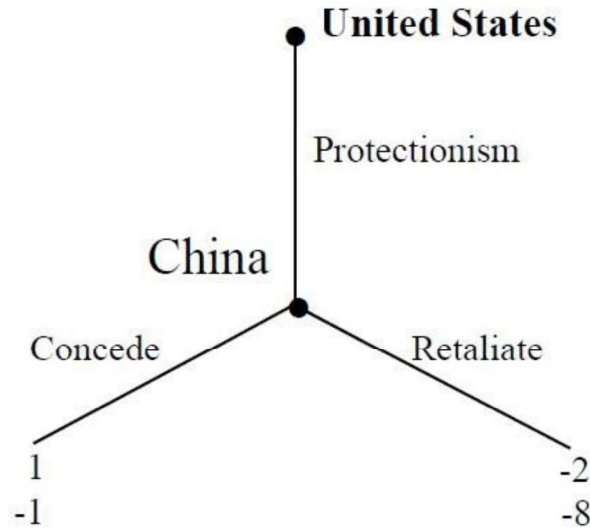 United States
Protectionism
China
Concede
Retaliate
1
-1
-2
-8